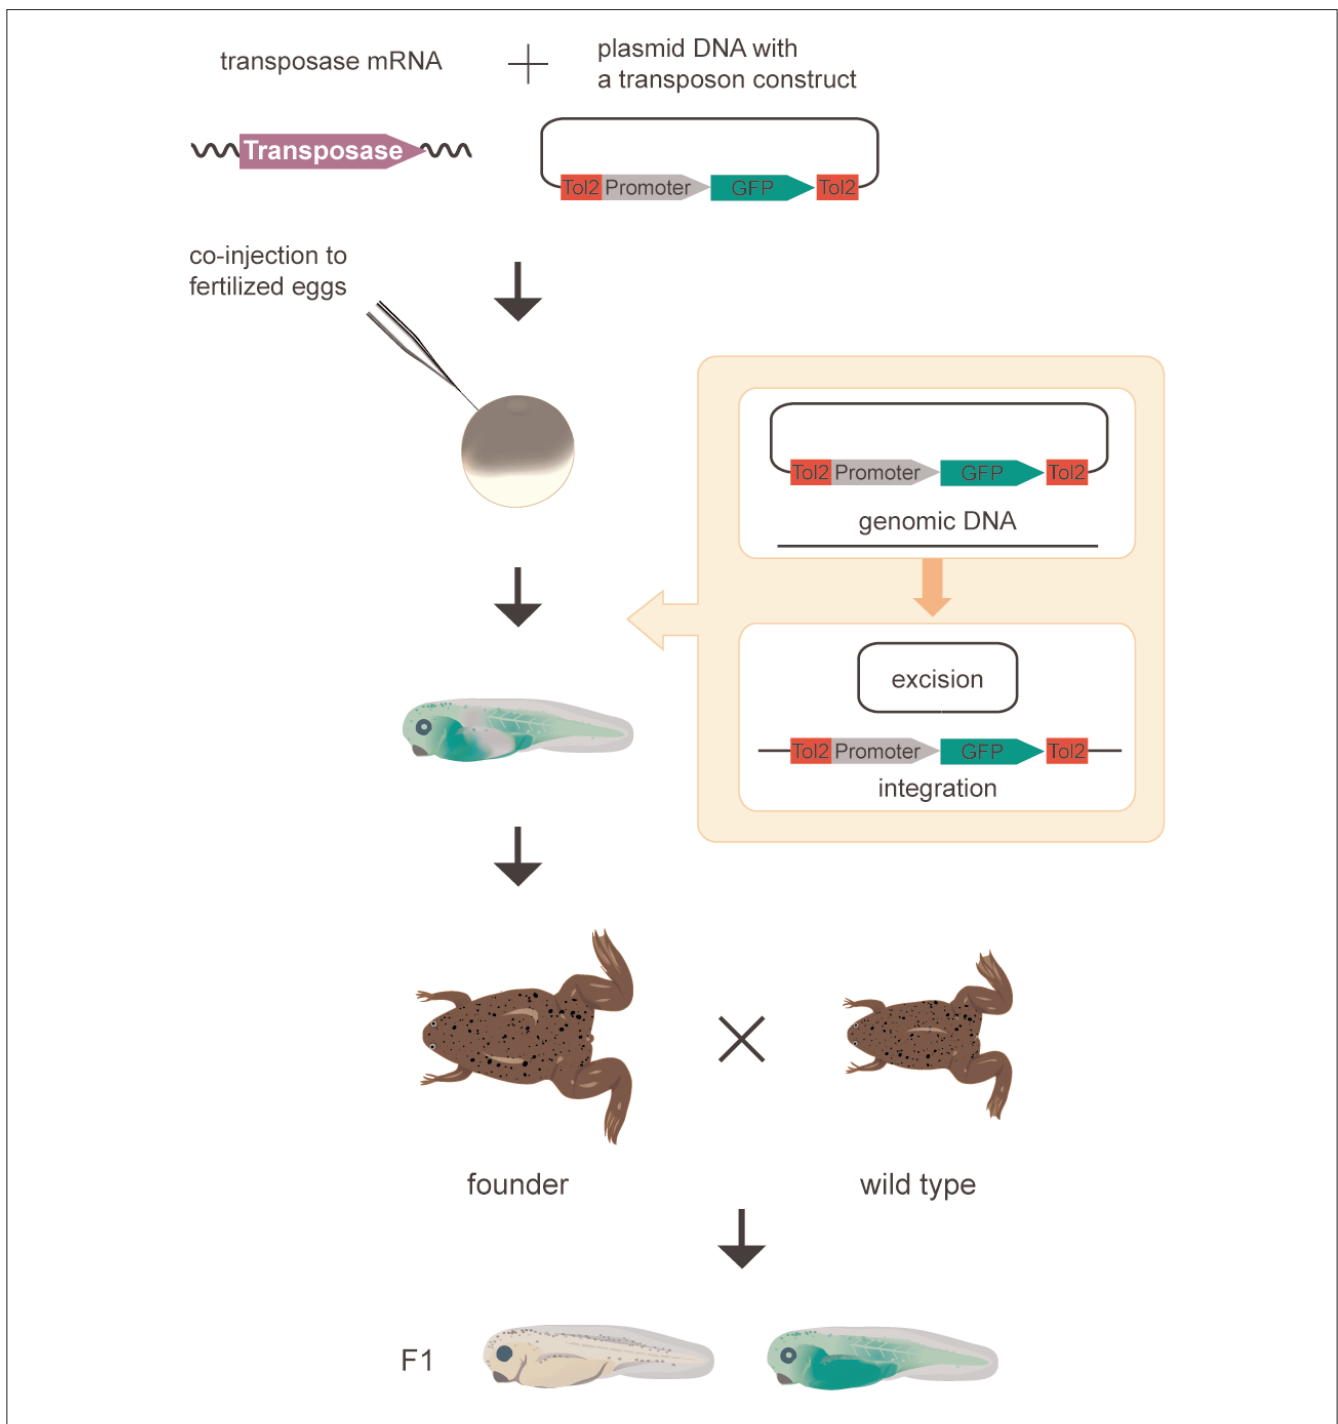 transposase mRNA
plasmid DNA with
a transposon construct
Transposase
Tol2 Promoter GFP Tol2
co-injection to
fertilized eggs
Tol2 Promoter GFP Tol2
genomic DNA
excision
Tol2 Promoter GFP Tol2
integration
founder
wild type
F1